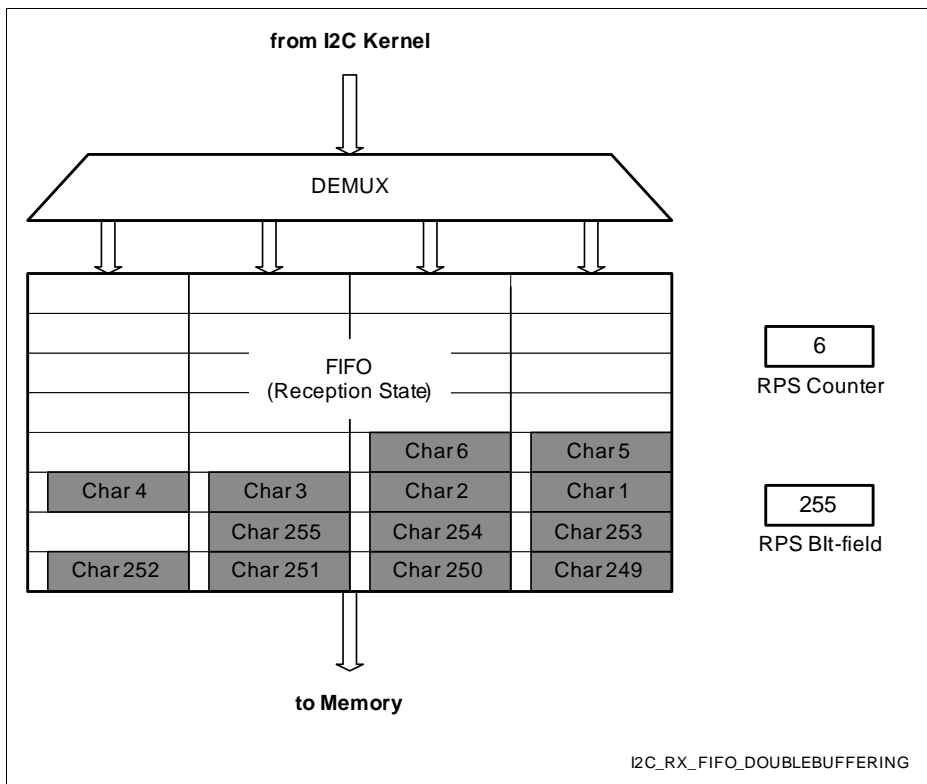 from I2C Kernel
DEMUX
FIFO
(Reception State)
6
RPS Counter
Char 6 Char 5
Char 4 Char 3 Char 2 Char 1
255
RPS BIt-field
Char 255 Char 254 Char 253
Char 252 Char 251 Char 250 Char 249
to Memory
I2C_RX_FIFO_DOUBLEBUFFERING